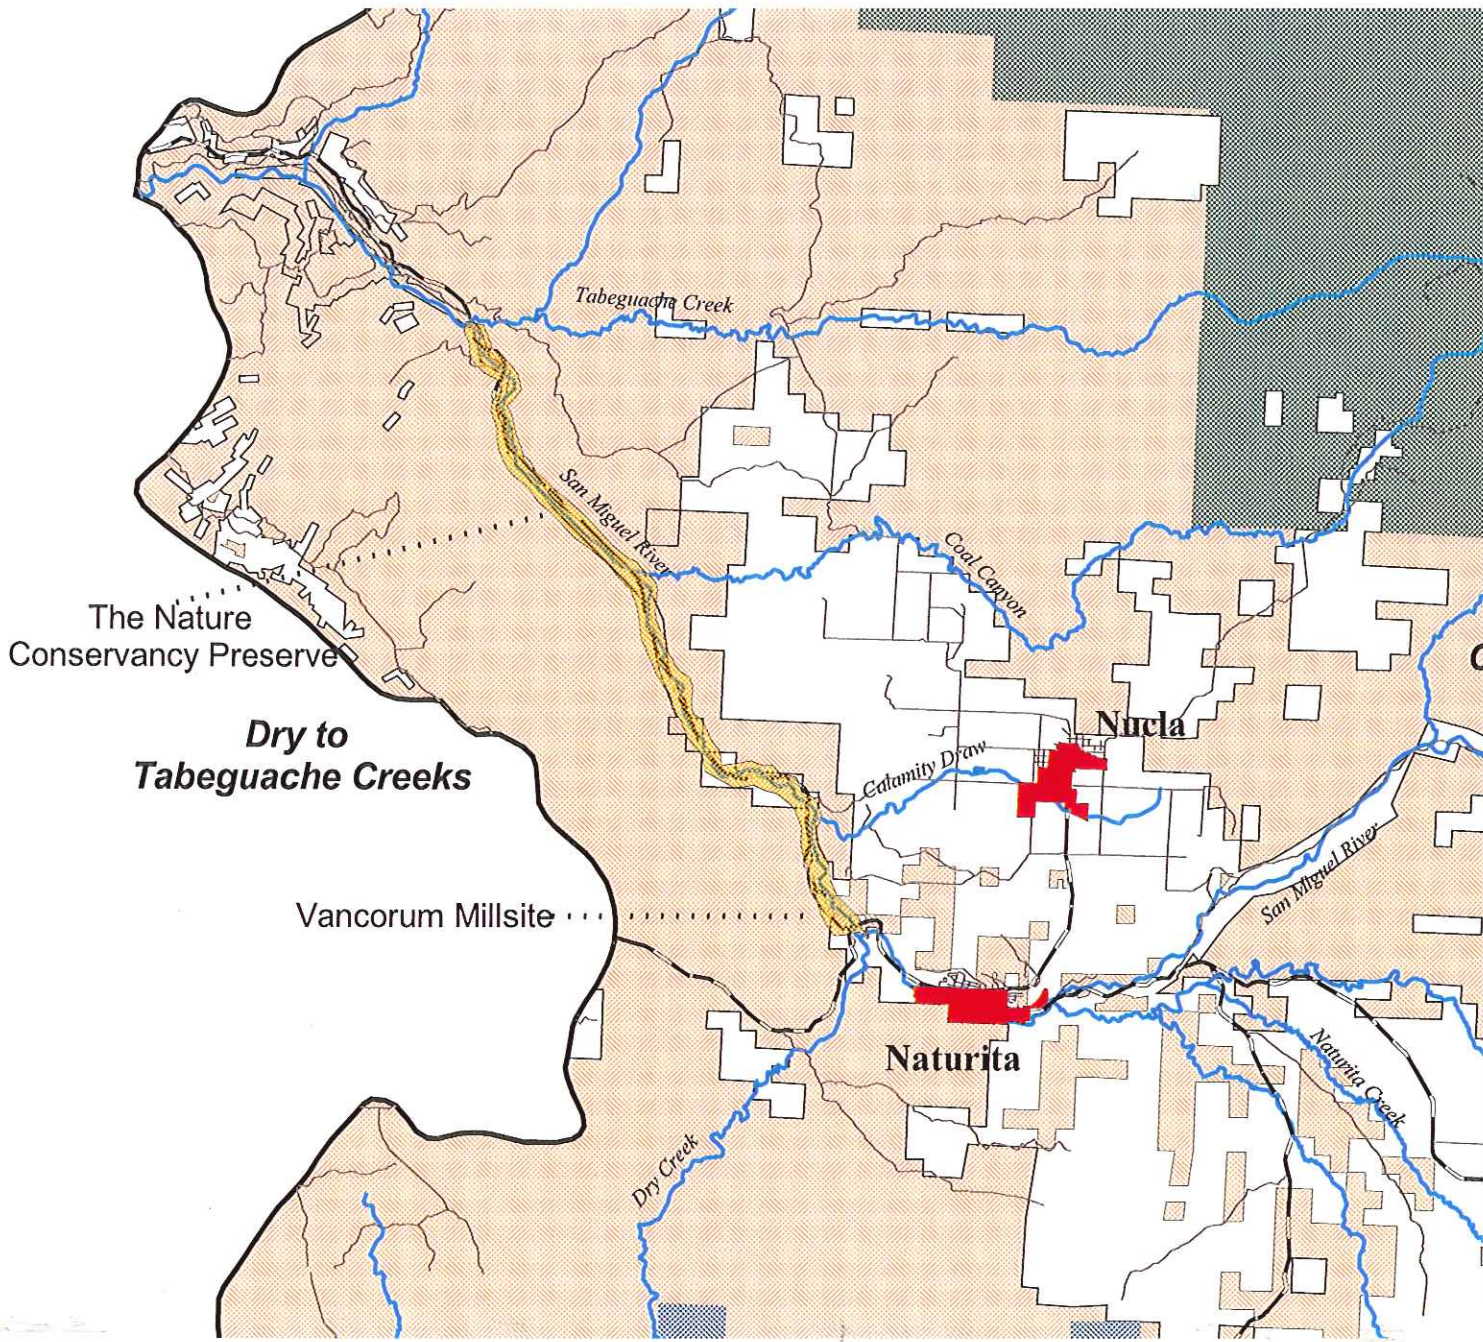 Tabeguache Creek
San Miguel River
Coal Canyon
The Nature
Conservancy Preserve
Dry to
Tabeguache Creeks
Nucla
Calamity Draw
San Miguel River
Vancorum Millsite
Naturita
Naturita Creek
Dry Creek